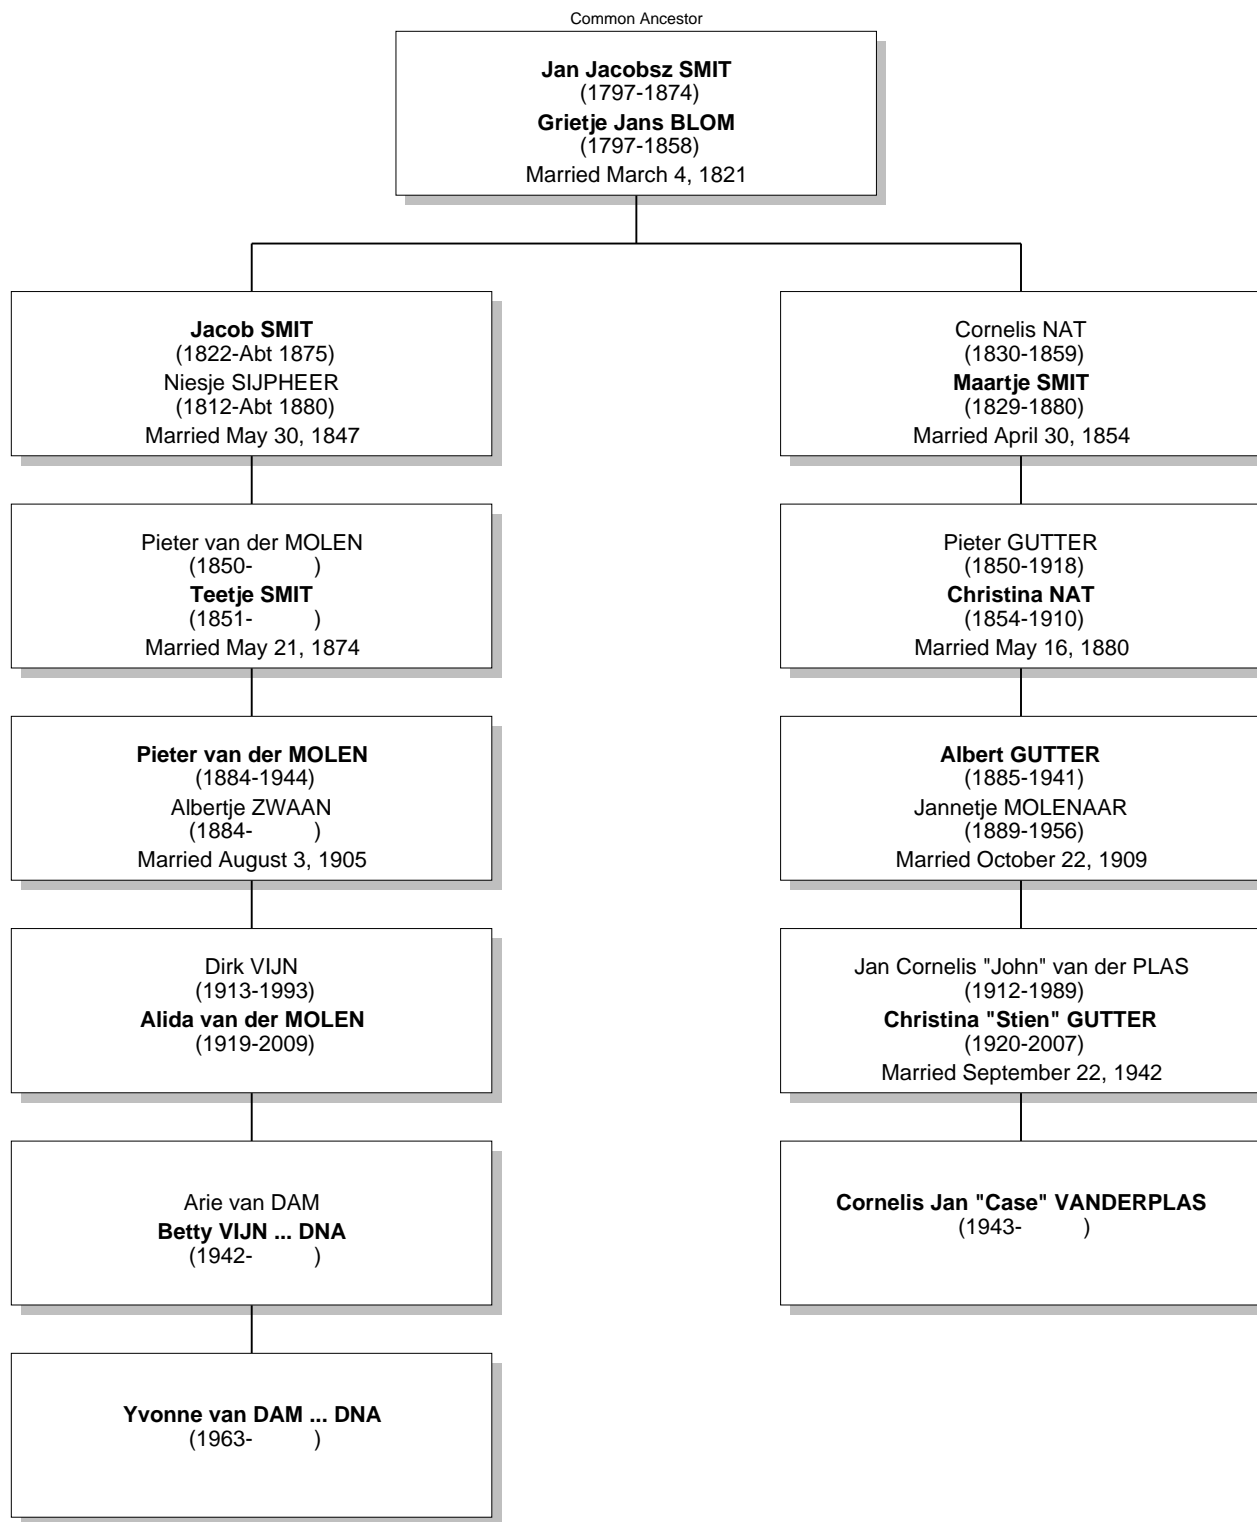 Common Ancestor
Jan Jacobsz SMIT
(1797-1874)
Grietje Jans BLOM
(1797-1858)
Married March 4, 1821
Jacob SMIT
(1822-Abt 1875)
Niesje SIJPHEER
(1812-Abt 1880)
Married May 30, 1847
Cornelis NAT
(1830-1859)
Maartje SMIT
(1829-1880)
Married April 30, 1854
Pieter van der MOLEN
(1850- )
Teetje SMIT
(1851- )
Married May 21, 1874
Pieter GUTTER
(1850-1918)
Christina NAT
(1854-1910)
Married May 16, 1880
Pieter van der MOLEN
(1884-1944)
Albertje ZWAAN
(1884- )
Married August 3, 1905
Albert GUTTER
(1885-1941)
Jannetje MOLENAAR
(1889-1956)
Married October 22, 1909
Dirk VIJN
(1913-1993)
Alida van der MOLEN
(1919-2009)
Jan Cornelis "John" van der PLAS
(1912-1989)
Christina "Stien" GUTTER
(1920-2007)
Married September 22, 1942
Arie van DAM
Betty VIJN ... DNA
(1942- )
Cornelis Jan "Case" VANDERPLAS
(1943- )
Yvonne van DAM ... DNA
(1963- )